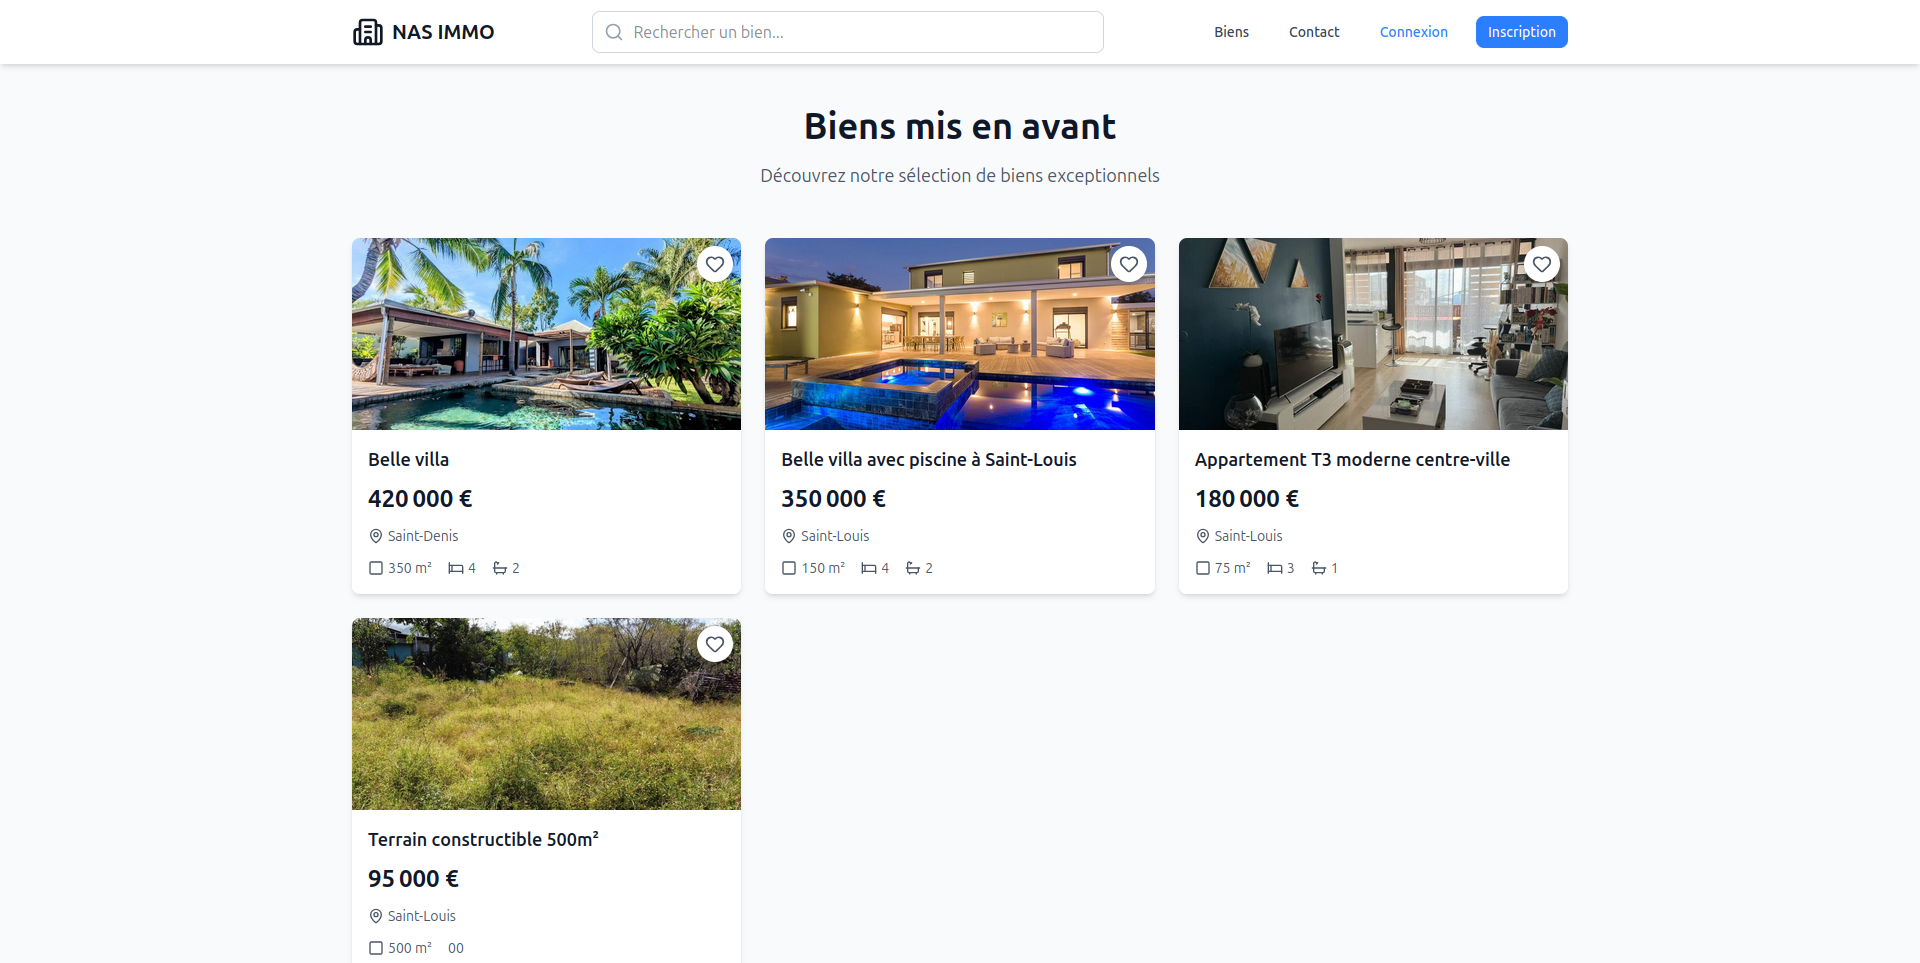 NAS IMMO
Rechercher un bien...
Biens
Contact
Connexion
Inscription
Biens mis en avant
Découvrez notre sélection de biens exceptionnels
Belle villa
420 000 €
Saint-Denis
350 m² 4 2
Belle villa avec piscine à Saint-Louis
350 000 €
Saint-Louis
150 m² 4 2
Appartement T3 moderne centre-ville
180 000 €
Saint-Louis
75 m² 3 1
Terrain constructible 500m²
95 000 €
Saint-Louis
500 m² 00